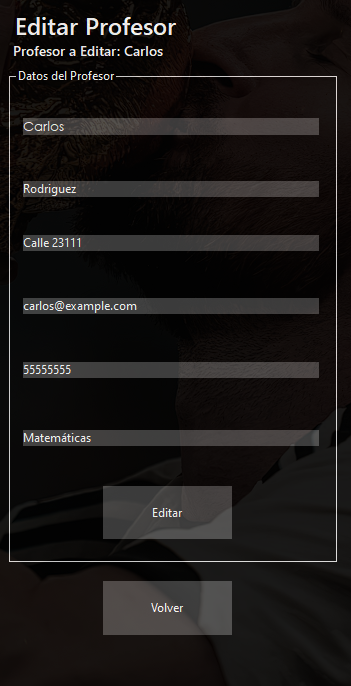 Editar Profesor
Profesor a Editar: Carlos
Datos del Profesor
Carlos
Rodriguez
Calle 23111
carlos@example.com
55555555
Matemáticas
Editar
Volver